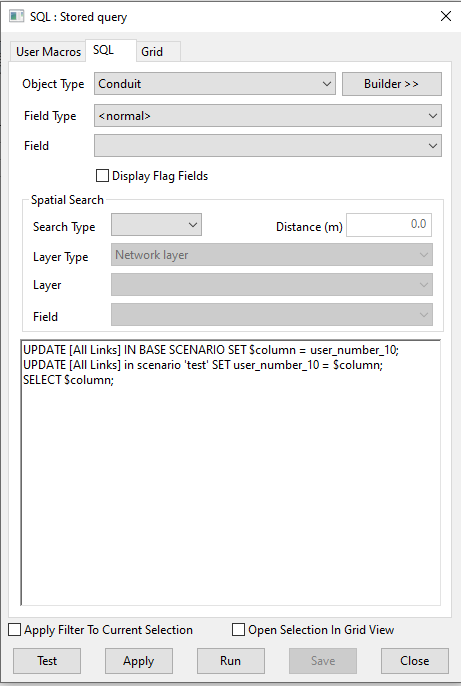 SQL : Stored query
User Macros SQL Grid
Object Type Conduit Builder >>
Field Type <normal>
Field
Display Flag Fields
Spatial Search
Search Type Distance (m) 0.0
Layer Type Network layer
Layer
Field
UPDATE [All Links] IN BASE SCENARIO SET $column = user_number_10;
UPDATE [All Links] in scenario 'test' SET user_number_10 = $column;
SELECT $column;
Apply Filter To Current Selection Open Selection In Grid View
Test Apply Run Save Close